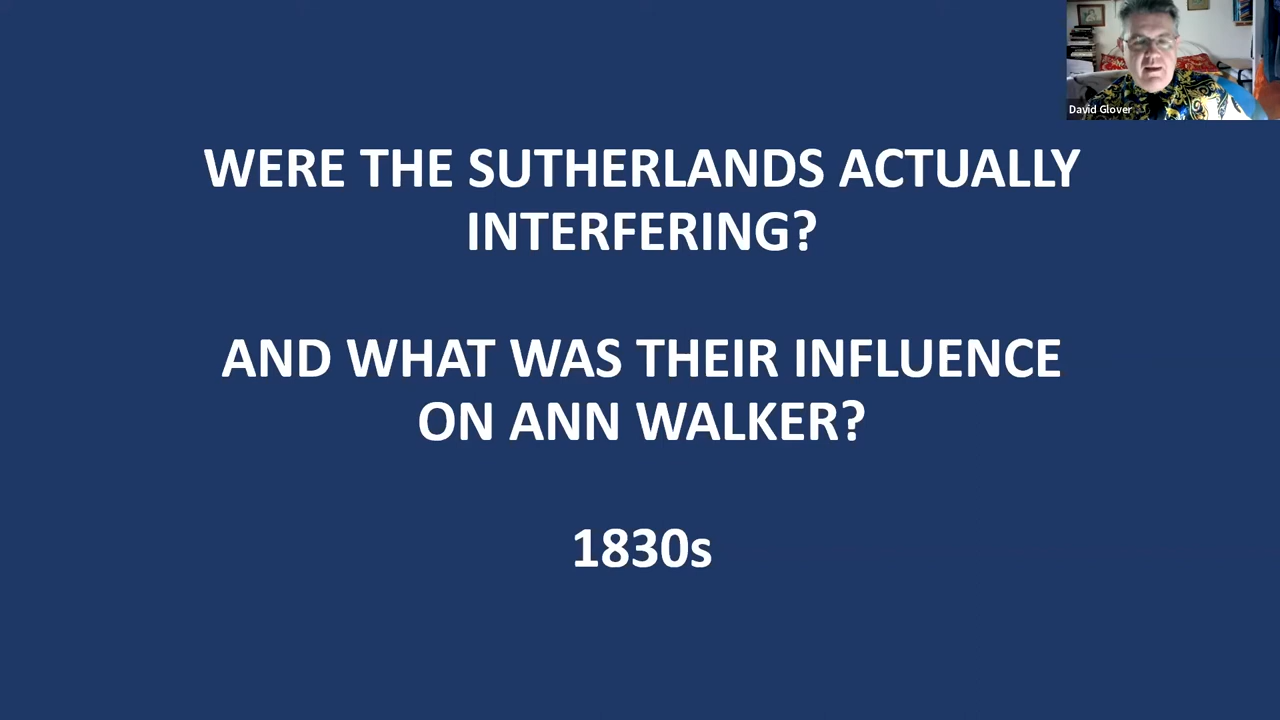 David Glover
WERE THE SUTHERLANDS ACTUALLY
INTERFERING?
AND WHAT WAS THEIR INFLUENCE
ON ANN WALKER?
1830s